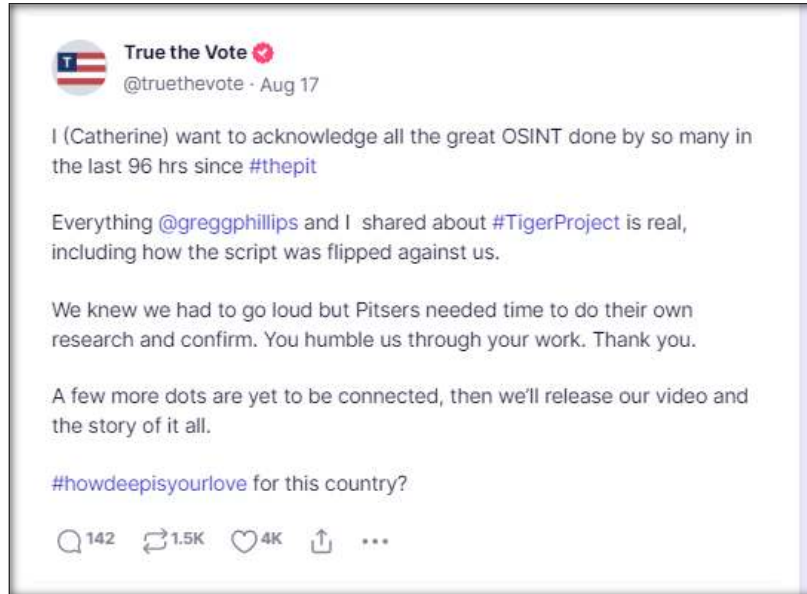 True the Vote
@truethevote · Aug 17
I (Catherine) want to acknowledge all the great OSINT done by so many in
the last 96 hrs since #thepit
Everything @greggphillips and I shared about #TigerProject is real,
including how the script was flipped against us.
We knew we had to go loud but Pitsers needed time to do their own
research and confirm. You humble us through your work. Thank you.
A few more dots are yet to be connected, then we'll release our video and
the story of it all.
#howdeepisyourlove for this country?
142 1.5K 4K